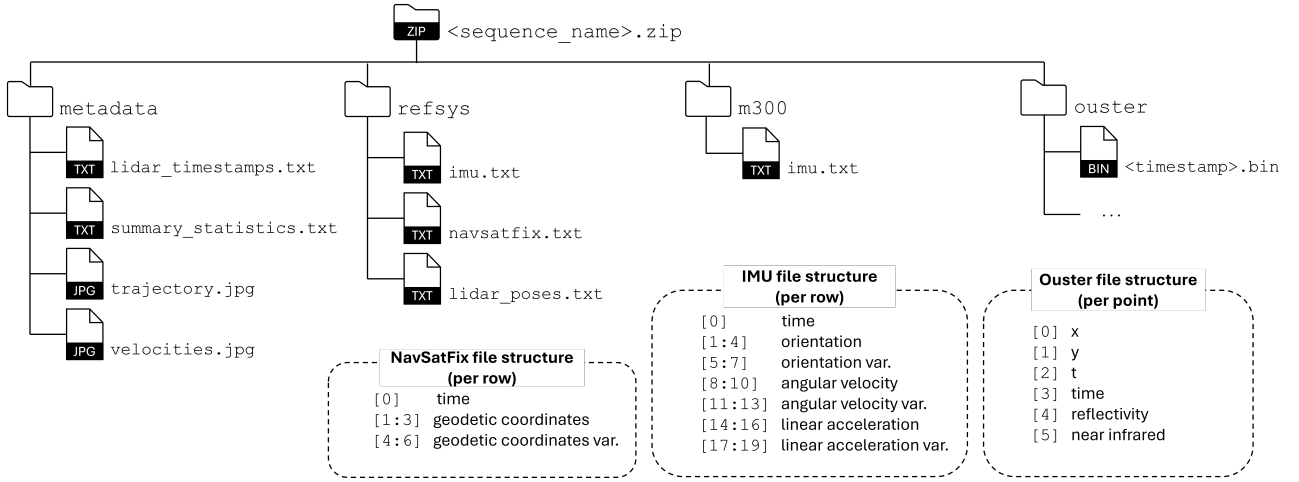 ZIP <sequence_name>.zip
metadata
TXT lidar_timestamps.txt
TXT summary_statistics.txt
JPG trajectory.jpg
JPG velocities.jpg
refsys
TXT imu.txt
TXT navsatfix.txt
TXT lidar_poses.txt
m300
TXT imu.txt
ouster
BIN <timestamp>.bin
...
NavSatFix file structure
(per row)
[0] time
[1:3] geodetic coordinates
[4:6] geodetic coordinates var.
IMU file structure
(per row)
[0] time
[1:4] orientation
[5:7] orientation var.
[8:10] angular velocity
[11:13] angular velocity var.
[14:16] linear acceleration
[17:19] linear acceleration var.
Ouster file structure
(per point)
[0] x
[1] y
[2] t
[3] time
[4] reflectivity
[5] near infrared